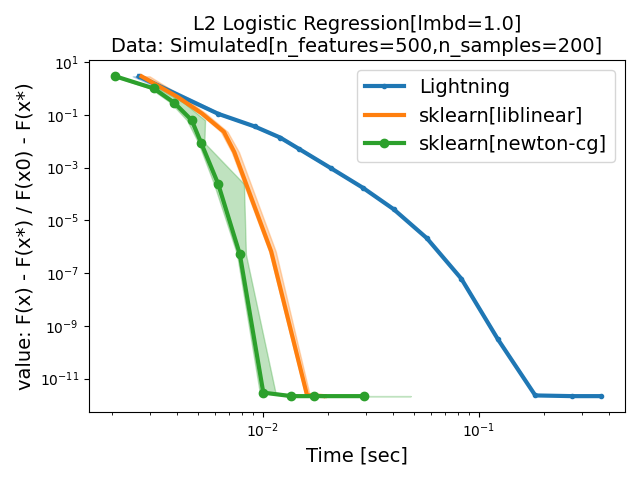 L2 Logistic Regression[lmbd=1.0]
Data: Simulated[n_features=500,n_samples=200]
value: F(x) - F(x*) / F(x0) - F(x*)
10¹
10⁻¹
10⁻³
10⁻⁵
10⁻⁷
10⁻⁹
10⁻¹¹
Lightning
sklearn[liblinear]
sklearn[newton-cg]
10⁻²
10⁻¹
Time [sec]